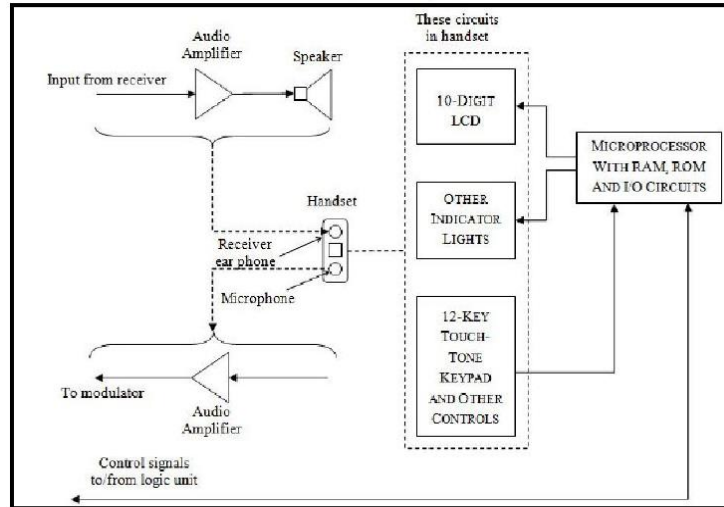 These circuits
in handset
Audio
Amplifier
Speaker
Input from receiver
10-DIGIT
LCD
MICROPROCESSOR
WITH RAM, ROM
AND I/O CIRCUITS
Handset
OTHER
INDICATOR
LIGHTS
Receiver
ear phone
Microphone
12-KEY
TOUCH-
TONE
KEYPAD
AND OTHER
CONTROLS
To modulator
Audio
Amplifier
Control signals
to/from logic unit